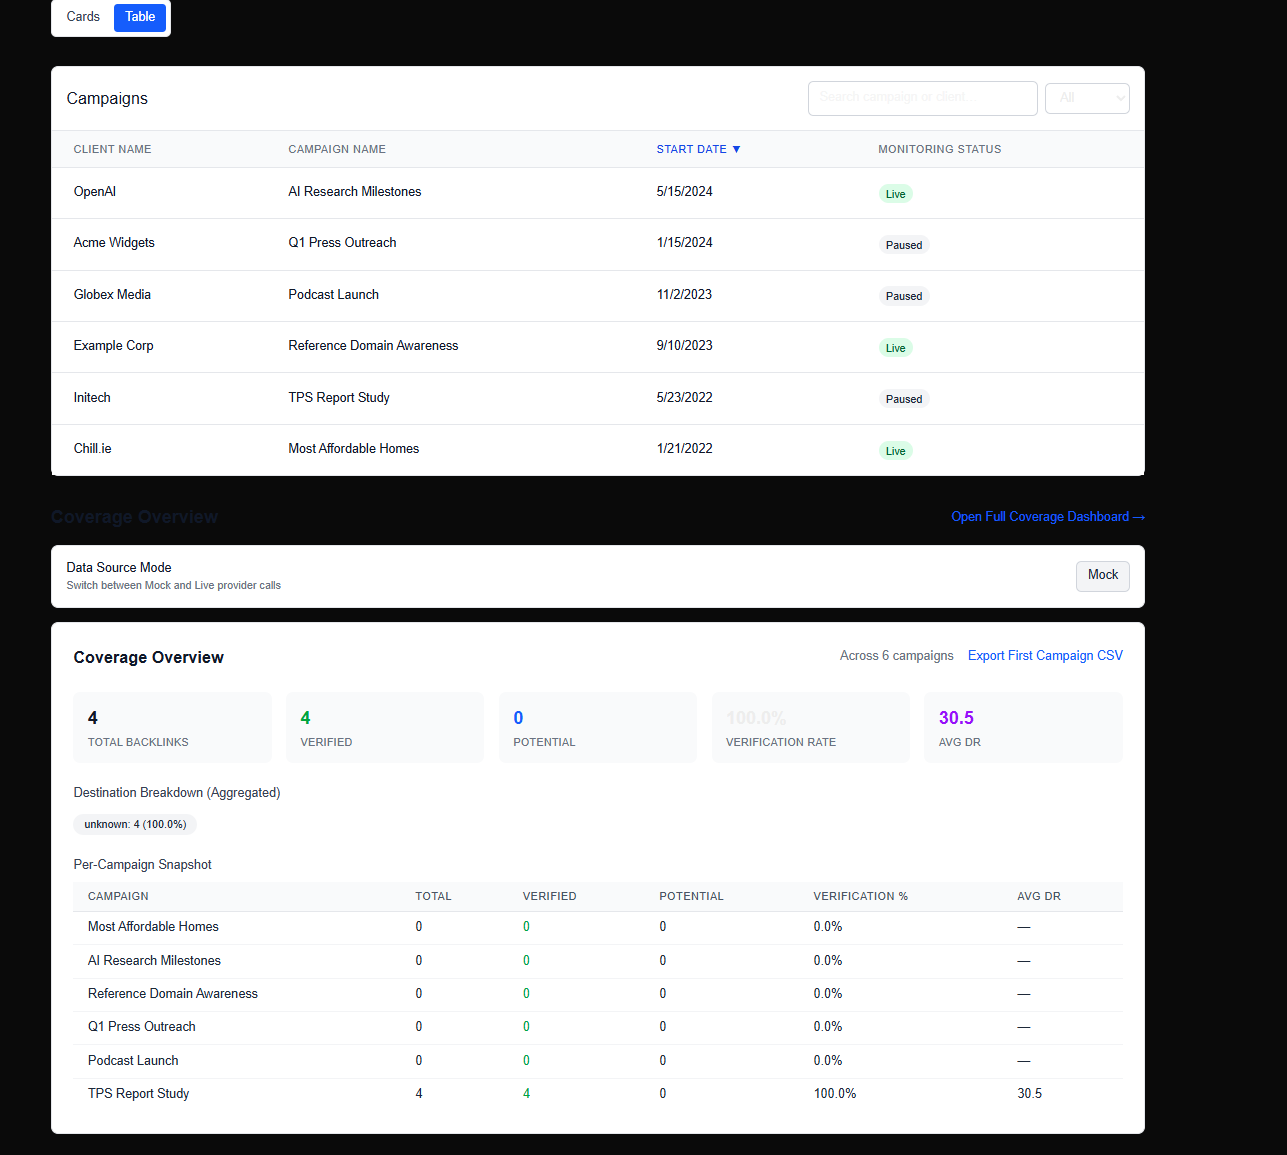 Cards Table
Campaigns
Search campaign or client...
All
CLIENT NAME CAMPAIGN NAME START DATE ▼ MONITORING STATUS
OpenAI AI Research Milestones 5/15/2024 Live
Acme Widgets Q1 Press Outreach 1/15/2024 Paused
Globex Media Podcast Launch 11/2/2023 Paused
Example Corp Reference Domain Awareness 9/10/2023 Live
Initech TPS Report Study 5/23/2022 Paused
Chill.ie Most Affordable Homes 1/21/2022 Live
Coverage Overview Open Full Coverage Dashboard →
Data Source Mode
Switch between Mock and Live provider calls
Mock
Coverage Overview Across 6 campaigns Export First Campaign CSV
4 4 0 100.0% 30.5
TOTAL BACKLINKS VERIFIED POTENTIAL VERIFICATION RATE AVG DR
Destination Breakdown (Aggregated)
unknown: 4 (100.0%)
Per-Campaign Snapshot
CAMPAIGN TOTAL VERIFIED POTENTIAL VERIFICATION % AVG DR
Most Affordable Homes 0 0 0 0.0% —
AI Research Milestones 0 0 0 0.0% —
Reference Domain Awareness 0 0 0 0.0% —
Q1 Press Outreach 0 0 0 0.0% —
Podcast Launch 0 0 0 0.0% —
TPS Report Study 4 4 0 100.0% 30.5